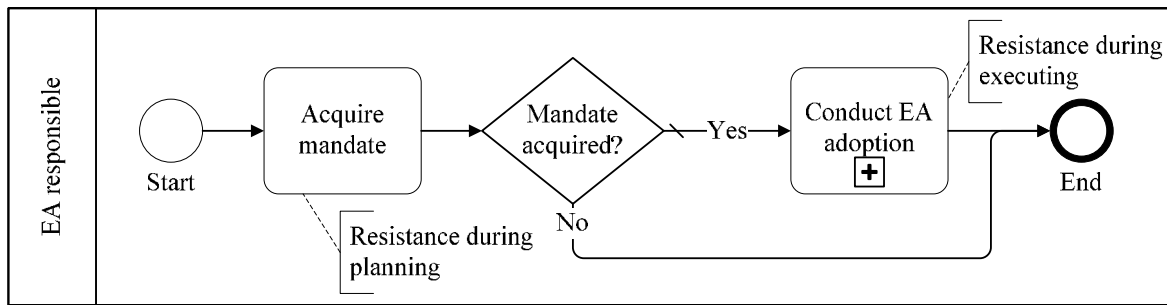 EA responsible
Start
Acquire
mandate
Resistance during
planning
Mandate
acquired?
Yes
No
Conduct EA
adoption
Resistance during
executing
End